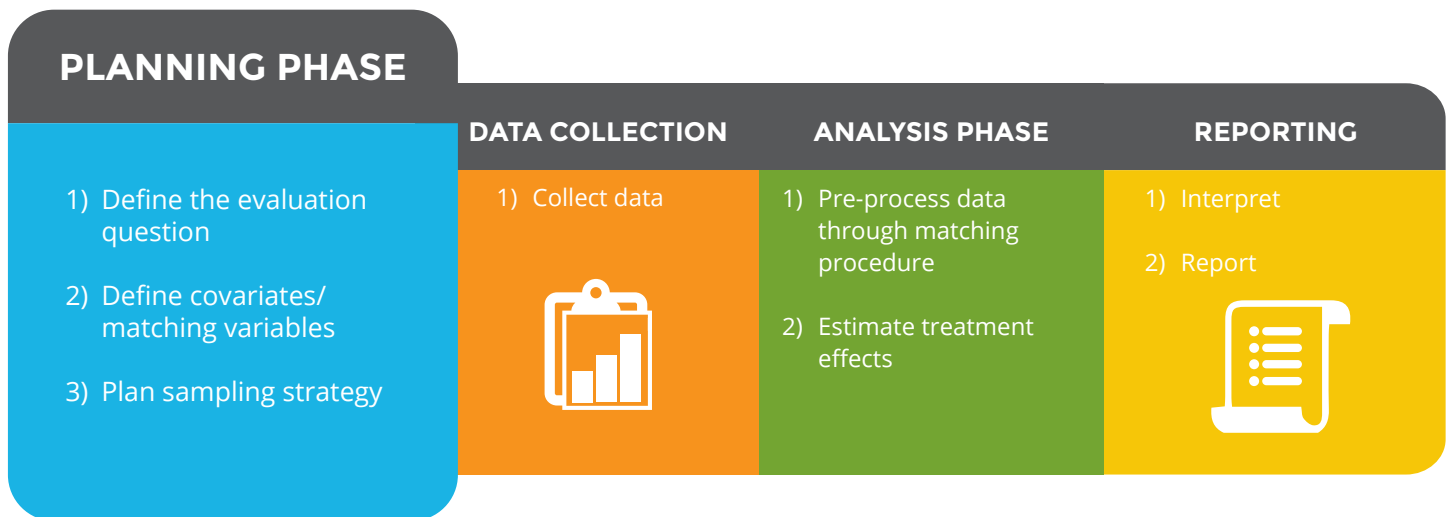 PLANNING PHASE
1) Define the evaluation
question
2) Define covariates/
matching variables
3) Plan sampling strategy
DATA COLLECTION
1) Collect data
ANALYSIS PHASE
1) Pre-process data
through matching
procedure
2) Estimate treatment
effects
REPORTING
1) Interpret
2) Report